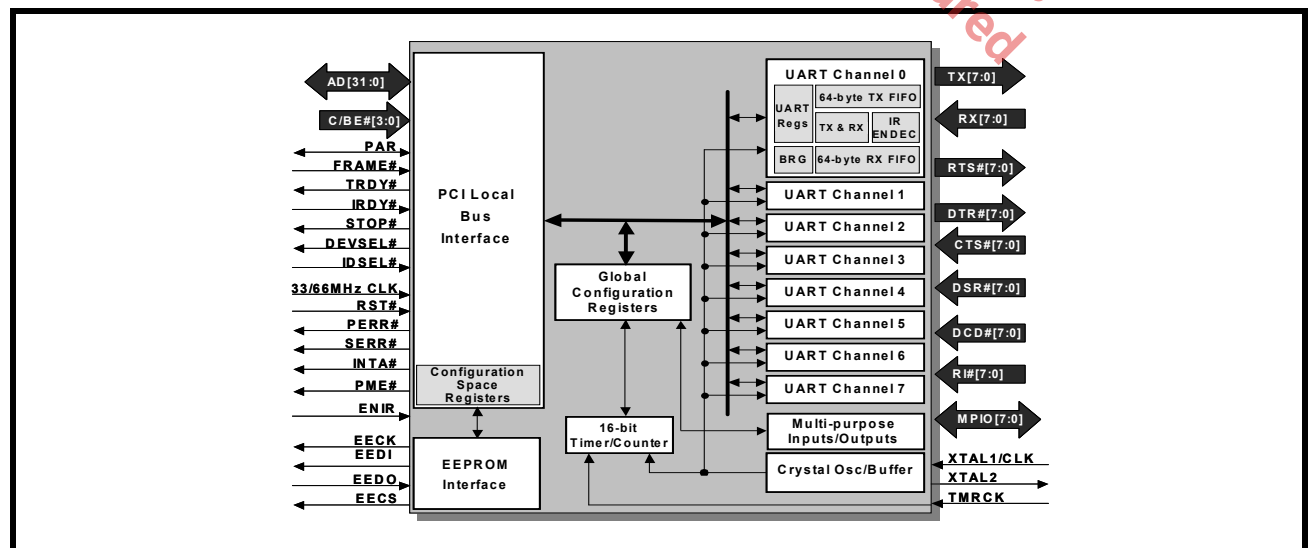 AD[31:0]
C/BE#[3:0]
PAR
FRAME#
TRDY#
IRDY#
STOP#
DEVSEL#
IDSEL#
33/66MHz CLK
RST#
PERR#
SERR#
INTA#
PME#
ENIR
EECK
EEDI
EEDO
EECS
PCI Local
Bus
Interface
Configuration
Space
Registers
EEPROM
Interface
Global
Configuration
Registers
16-bit
Timer/Counter
UART Channel 0
UART
Regs
64-byte TX FIFO
TX & RX
IR
ENDEC
BRG
64-byte RX FIFO
UART Channel 1
UART Channel 2
UART Channel 3
UART Channel 4
UART Channel 5
UART Channel 6
UART Channel 7
Multi-purpose
Inputs/Outputs
Crystal Osc/Buffer
TX[7:0]
RX[7:0]
RTS#[7:0]
DTR#[7:0]
CTS#[7:0]
DSR#[7:0]
DCD#[7:0]
RI#[7:0]
MPIO[7:0]
XTAL1/CLK
XTAL2
TMRCK